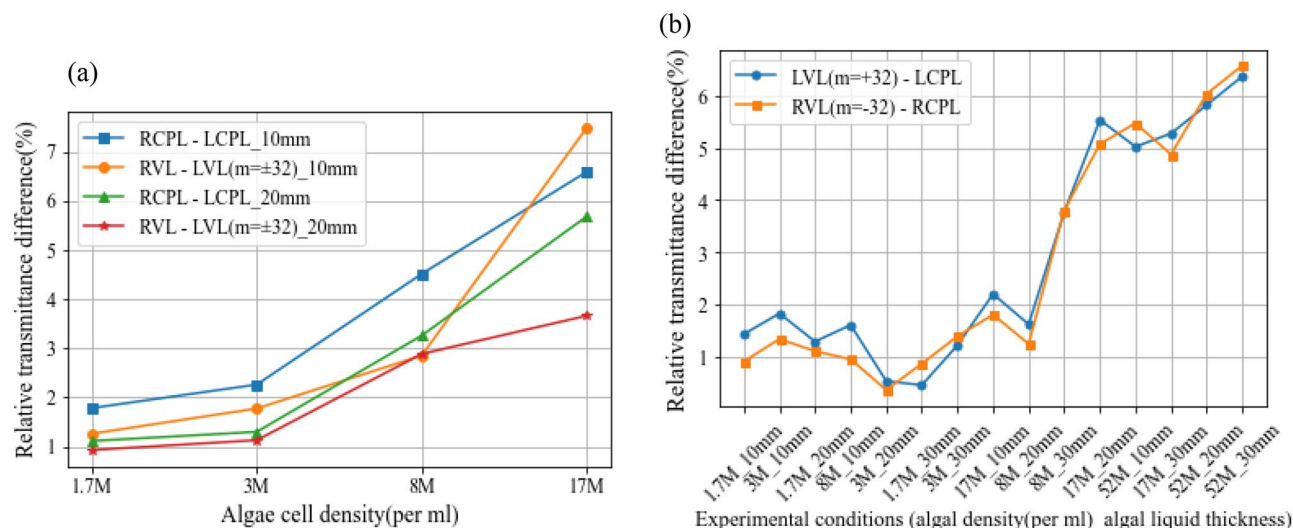 (a)
RCPL - LCPL_10mm
RVL - LVL(m=±32)_10mm
RCPL - LCPL_20mm
RVL - LVL(m=±32)_20mm
Relative transmittance difference(%)
7
6
5
4
3
2
1
1.7M 3M 8M 17M
Algae cell density(per ml)
(b)
LVL(m=+32) - LCPL
RVL(m=-32) - RCPL
Relative transmittance difference(%)
6
5
4
3
2
1
1.7M_10mm
3M_10mm
1.7M_20mm
8M_10mm
3M_20mm
1.7M_30mm
3M_30mm
17M_10mm
8M_20mm
8M_30mm
17M_20mm
52M_10mm
17M_30mm
52M_20mm
52M_30mm
Experimental conditions (algal density(per ml)_algal liquid thickness)